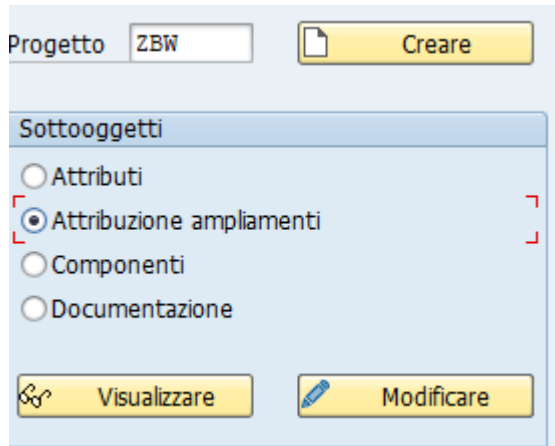 Progetto ZBW Creare
Sottooggetti
Attributi
Attribuzione ampliamenti
Componenti
Documentazione
Visualizzare Modificare